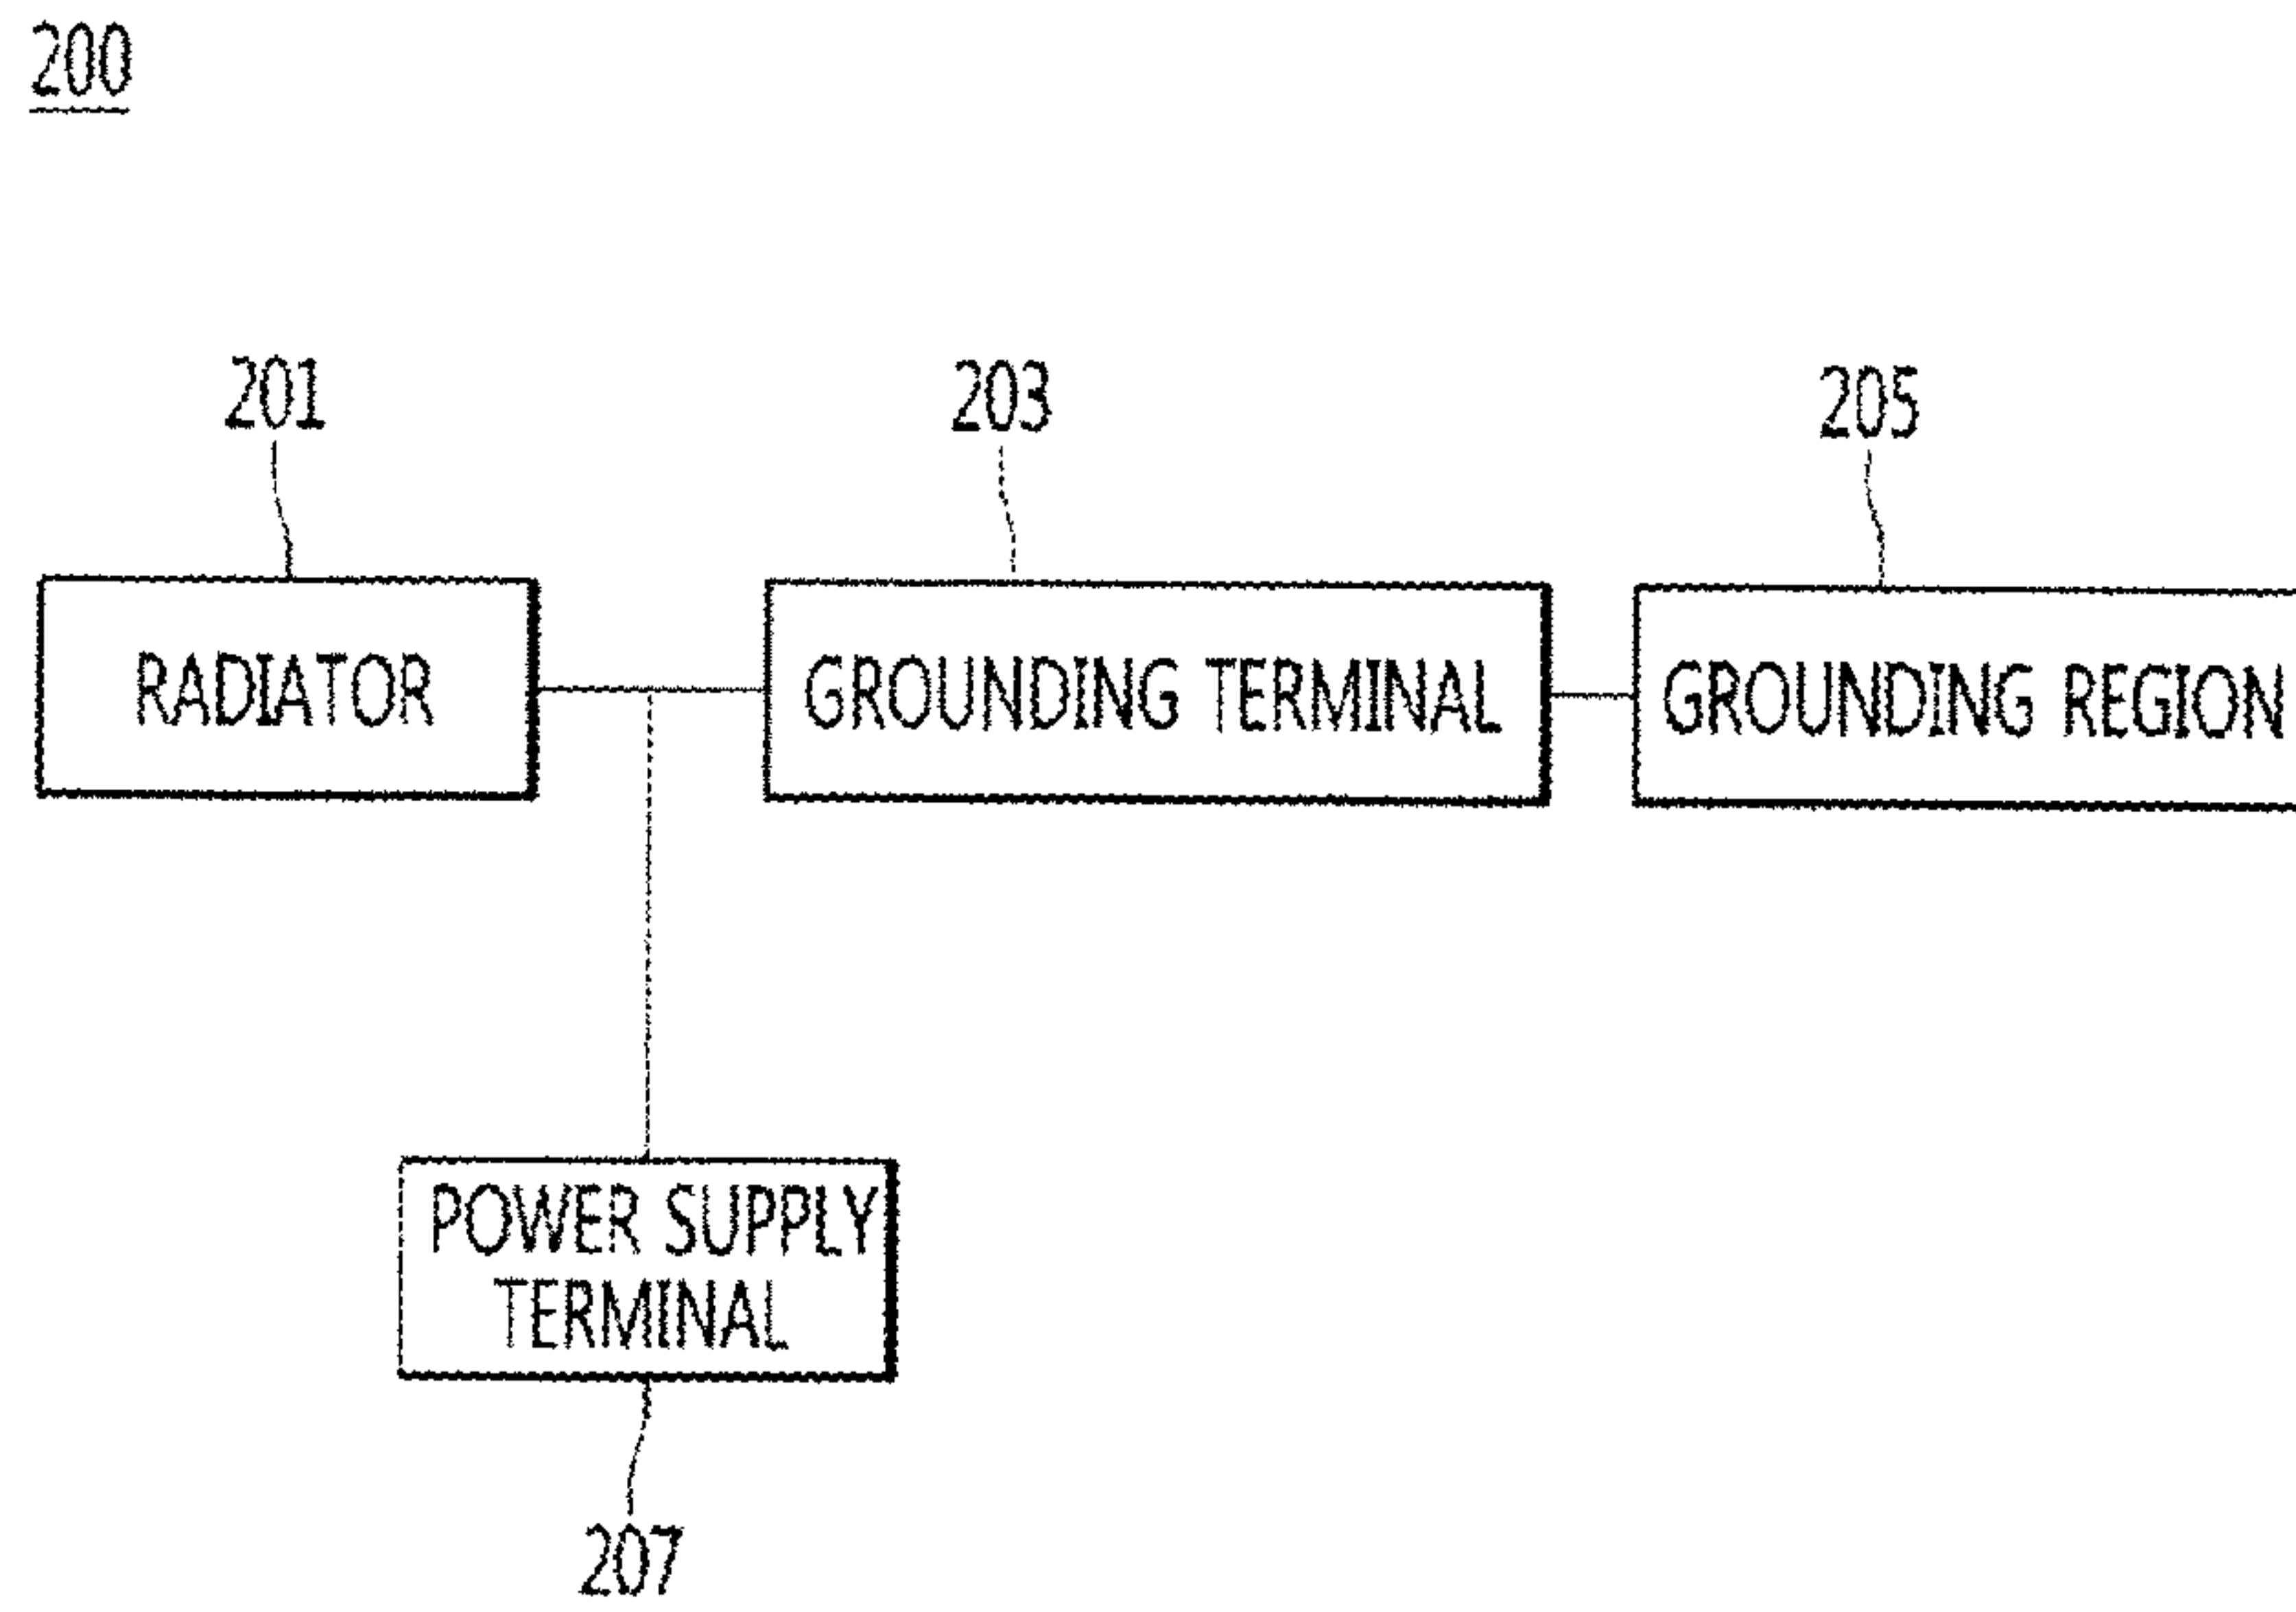 200
201
203
205
RADIATOR
GROUNDING TERMINAL
GROUNDING REGION
POWER SUPPLY
TERMINAL
207